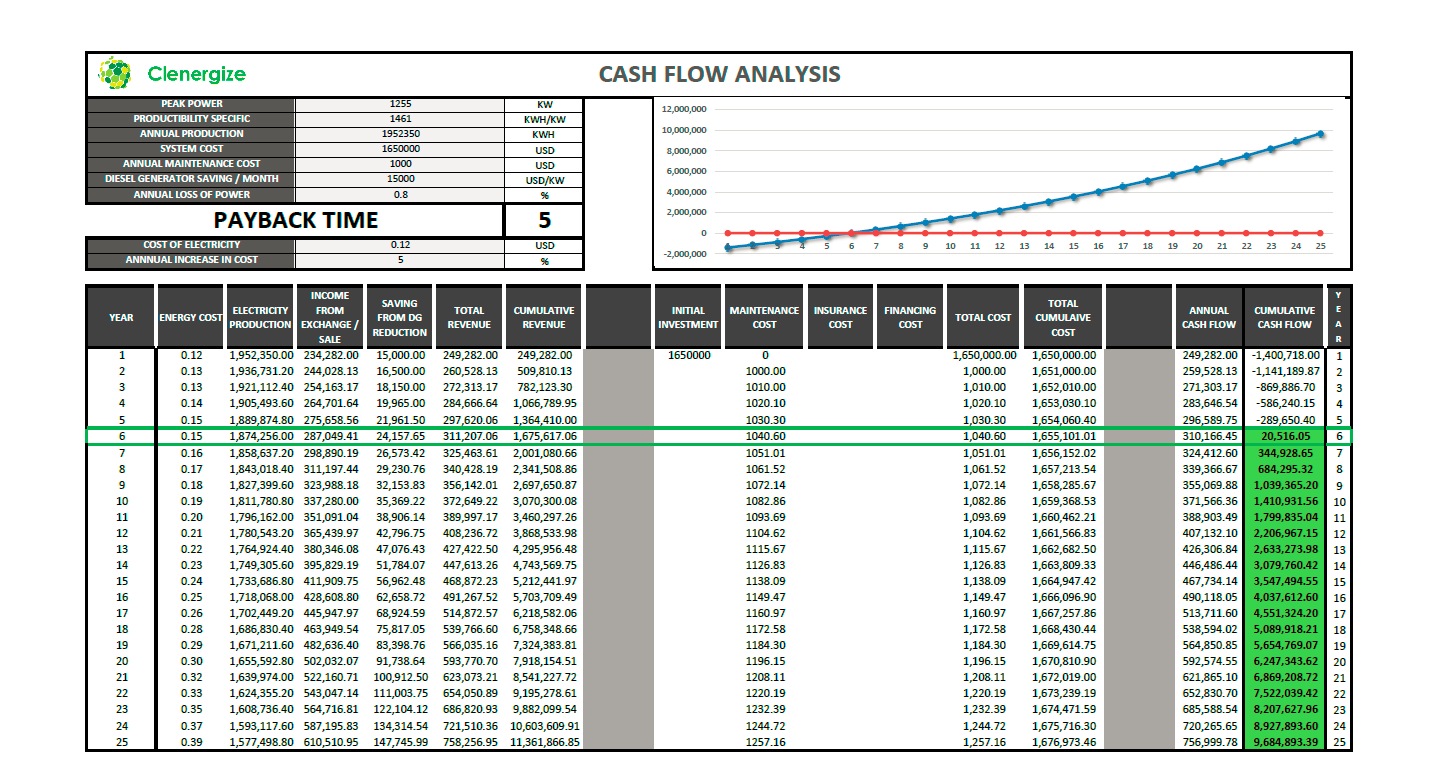 Clenergize
CASH FLOW ANALYSIS
PEAK POWER 1255 KW
PRODUCTIBILITY SPECIFIC 1461 KWH/KW
ANNUAL PRODUCTION 1952350 KWH
SYSTEM COST 1650000 USD
ANNUAL MAINTENANCE COST 1000 USD
DIESEL GENERATOR SAVING / MONTH 15000 USD/KW
ANNUAL LOSS OF POWER 0.8 %
PAYBACK TIME 5
COST OF ELECTRICITY 0.12 USD
ANNNUAL INCREASE IN COST 5 %
12,000,000
10,000,000
8,000,000
6,000,000
4,000,000
2,000,000
0
-2,000,000
1 2 3 4 5 6 7 8 9 10 11 12 13 14 15 16 17 18 19 20 21 22 23 24 25
YEAR ENERGY COST ELECTRICITY PRODUCTION INCOME FROM EXCHANGE / SALE SAVING FROM DG REDUCTION TOTAL REVENUE CUMULATIVE REVENUE INITIAL INVESTMENT MAINTENANCE COST INSURANCE COST FINANCING COST TOTAL COST TOTAL CUMULAIVE COST ANNUAL CASH FLOW CUMULATIVE CASH FLOW YEAR
1 0.12 1,952,350.00 234,282.00 15,000.00 249,282.00 249,282.00 1650000 0 1,650,000.00 1,650,000.00 249,282.00 -1,400,718.00 1
2 0.13 1,936,731.20 244,028.13 16,500.00 260,528.13 509,810.13 1000.00 1,000.00 1,651,000.00 259,528.13 -1,141,189.87 2
3 0.13 1,921,112.40 254,163.17 18,150.00 272,313.17 782,123.30 1010.00 1,010.00 1,652,010.00 271,303.17 -869,886.70 3
4 0.14 1,905,493.60 264,701.64 19,965.00 284,666.64 1,066,789.95 1020.10 1,020.10 1,653,030.10 283,646.54 -586,240.15 4
5 0.15 1,889,874.80 275,658.56 21,961.50 297,620.06 1,364,410.00 1030.30 1,030.30 1,654,060.40 296,589.75 -289,650.40 5
6 0.15 1,874,256.00 287,049.41 24,157.65 311,207.06 1,675,617.06 1040.60 1,040.60 1,655,101.01 310,166.45 20,516.05 6
7 0.16 1,858,637.20 298,890.19 26,573.42 325,463.61 2,001,080.66 1051.01 1,051.01 1,656,152.02 324,412.60 344,928.65 7
8 0.17 1,843,018.40 311,197.44 29,230.76 340,428.19 2,341,508.86 1061.52 1,061.52 1,657,213.54 339,366.67 684,295.32 8
9 0.18 1,827,399.60 323,988.18 32,153.83 356,142.01 2,697,650.87 1072.14 1,072.14 1,658,285.67 355,069.88 1,039,365.20 9
10 0.19 1,811,780.80 337,280.00 35,369.22 372,649.22 3,070,300.08 1082.86 1,082.86 1,659,368.53 371,566.36 1,410,931.56 10
11 0.20 1,796,162.00 351,091.04 38,906.14 389,997.17 3,460,297.26 1093.69 1,093.69 1,660,462.21 388,903.49 1,799,835.04 11
12 0.21 1,780,543.20 365,439.97 42,796.75 408,236.72 3,868,533.98 1104.62 1,104.62 1,661,566.83 407,132.10 2,206,967.15 12
13 0.22 1,764,924.40 380,346.08 47,076.43 427,422.50 4,295,956.48 1115.67 1,115.67 1,662,682.50 426,306.84 2,633,273.98 13
14 0.23 1,749,305.60 395,829.19 51,784.07 447,613.26 4,743,569.75 1126.83 1,126.83 1,663,809.33 446,486.44 3,079,760.42 14
15 0.24 1,733,686.80 411,909.75 56,962.48 468,872.23 5,212,441.97 1138.09 1,138.09 1,664,947.42 467,734.14 3,547,494.55 15
16 0.25 1,718,068.00 428,608.80 62,658.72 491,267.52 5,703,709.49 1149.47 1,149.47 1,666,096.90 490,118.05 4,037,612.60 16
17 0.26 1,702,449.20 445,947.97 68,924.59 514,872.57 6,218,582.06 1160.97 1,160.97 1,667,257.86 513,711.60 4,551,324.20 17
18 0.28 1,686,830.40 463,949.54 75,817.05 539,766.60 6,758,348.66 1172.58 1,172.58 1,668,430.44 538,594.02 5,089,918.21 18
19 0.29 1,671,211.60 482,636.40 83,398.76 566,035.16 7,324,383.81 1184.30 1,184.30 1,669,614.75 564,850.85 5,654,769.07 19
20 0.30 1,655,592.80 502,032.07 91,738.64 593,770.70 7,918,154.51 1196.15 1,196.15 1,670,810.90 592,574.55 6,247,343.62 20
21 0.32 1,639,974.00 522,160.71 100,912.50 623,073.21 8,541,227.72 1208.11 1,208.11 1,672,019.00 621,865.10 6,869,208.72 21
22 0.33 1,624,355.20 543,047.14 111,003.75 654,050.89 9,195,278.61 1220.19 1,220.19 1,673,239.19 652,830.70 7,522,039.42 22
23 0.35 1,608,736.40 564,716.81 122,104.12 686,820.93 9,882,099.54 1232.39 1,232.39 1,674,471.59 685,588.54 8,207,627.96 23
24 0.37 1,593,117.60 587,195.83 134,314.54 721,510.36 10,603,609.91 1244.72 1,244.72 1,675,716.30 720,265.65 8,927,893.60 24
25 0.39 1,577,498.80 610,510.95 147,745.99 758,256.95 11,361,866.85 1257.16 1,257.16 1,676,973.46 756,999.78 9,684,893.39 25